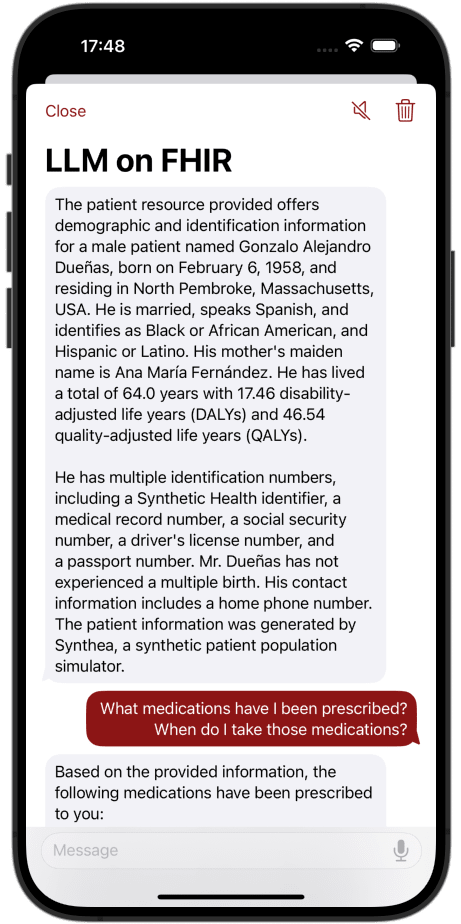 17:48
Close
LLM on FHIR
The patient resource provided offers
demographic and identification information
for a male patient named Gonzalo Alejandro
Dueñas, born on February 6, 1958, and
residing in North Pembroke, Massachusetts,
USA. He is married, speaks Spanish, and
identifies as Black or African American, and
Hispanic or Latino. His mother's maiden
name is Ana María Fernández. He has lived
a total of 64.0 years with 17.46 disability-
adjusted life years (DALYs) and 46.54
quality-adjusted life years (QALYs).
He has multiple identification numbers,
including a Synthetic Health identifier, a
medical record number, a social security
number, a driver's license number, and
a passport number. Mr. Dueñas has not
experienced a multiple birth. His contact
information includes a home phone number.
The patient information was generated by
Synthea, a synthetic patient population
simulator.
What medications have I been prescribed?
When do I take those medications?
Based on the provided information, the
following medications have been prescribed
to you:
Message